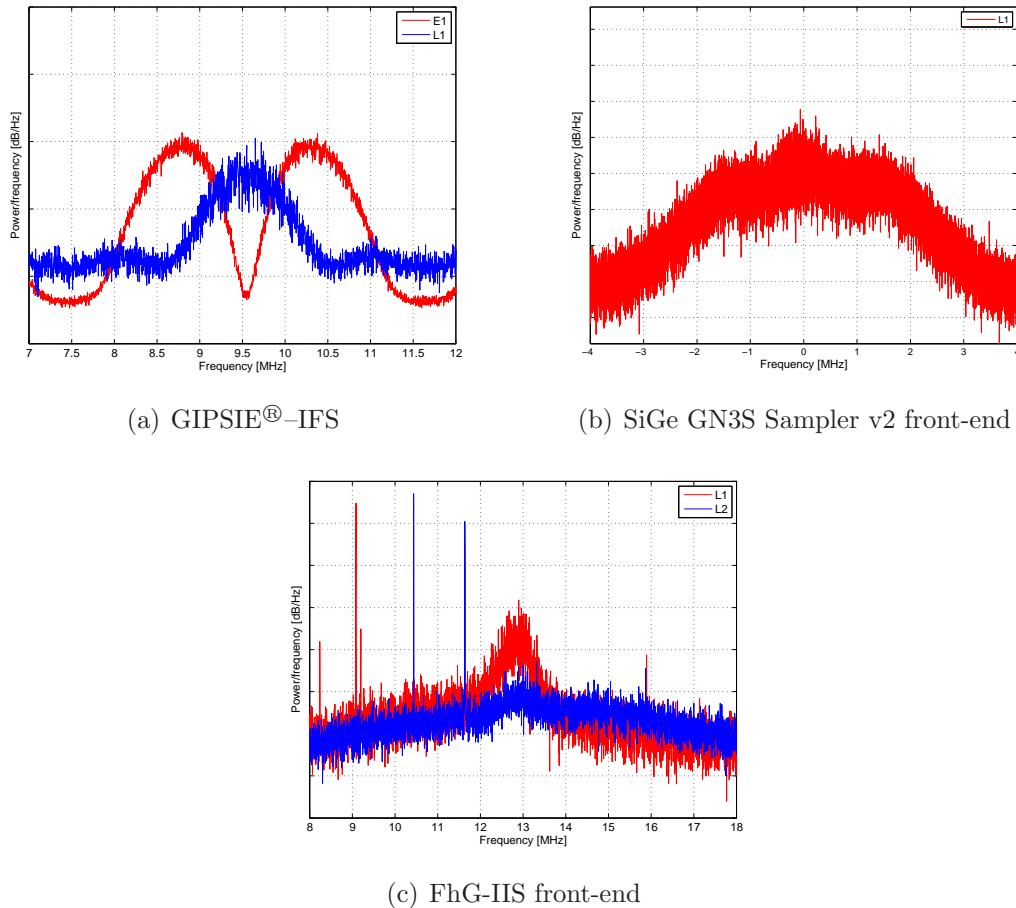 E1
L1
Power/frequency [dB/Hz]
7 7.5 8 8.5 9 9.5 10 10.5 11 11.5 12
Frequency [MHz]
(a) GIPSIE®–IFS
L1
Power/frequency [dB/Hz]
−4 −3 −2 −1 0 1 2 3 4
Frequency [MHz]
(b) SiGe GN3S Sampler v2 front-end
L1
L2
Power/frequency [dB/Hz]
8 9 10 11 12 13 14 15 16 17 18
Frequency [MHz]
(c) FhG-IIS front-end